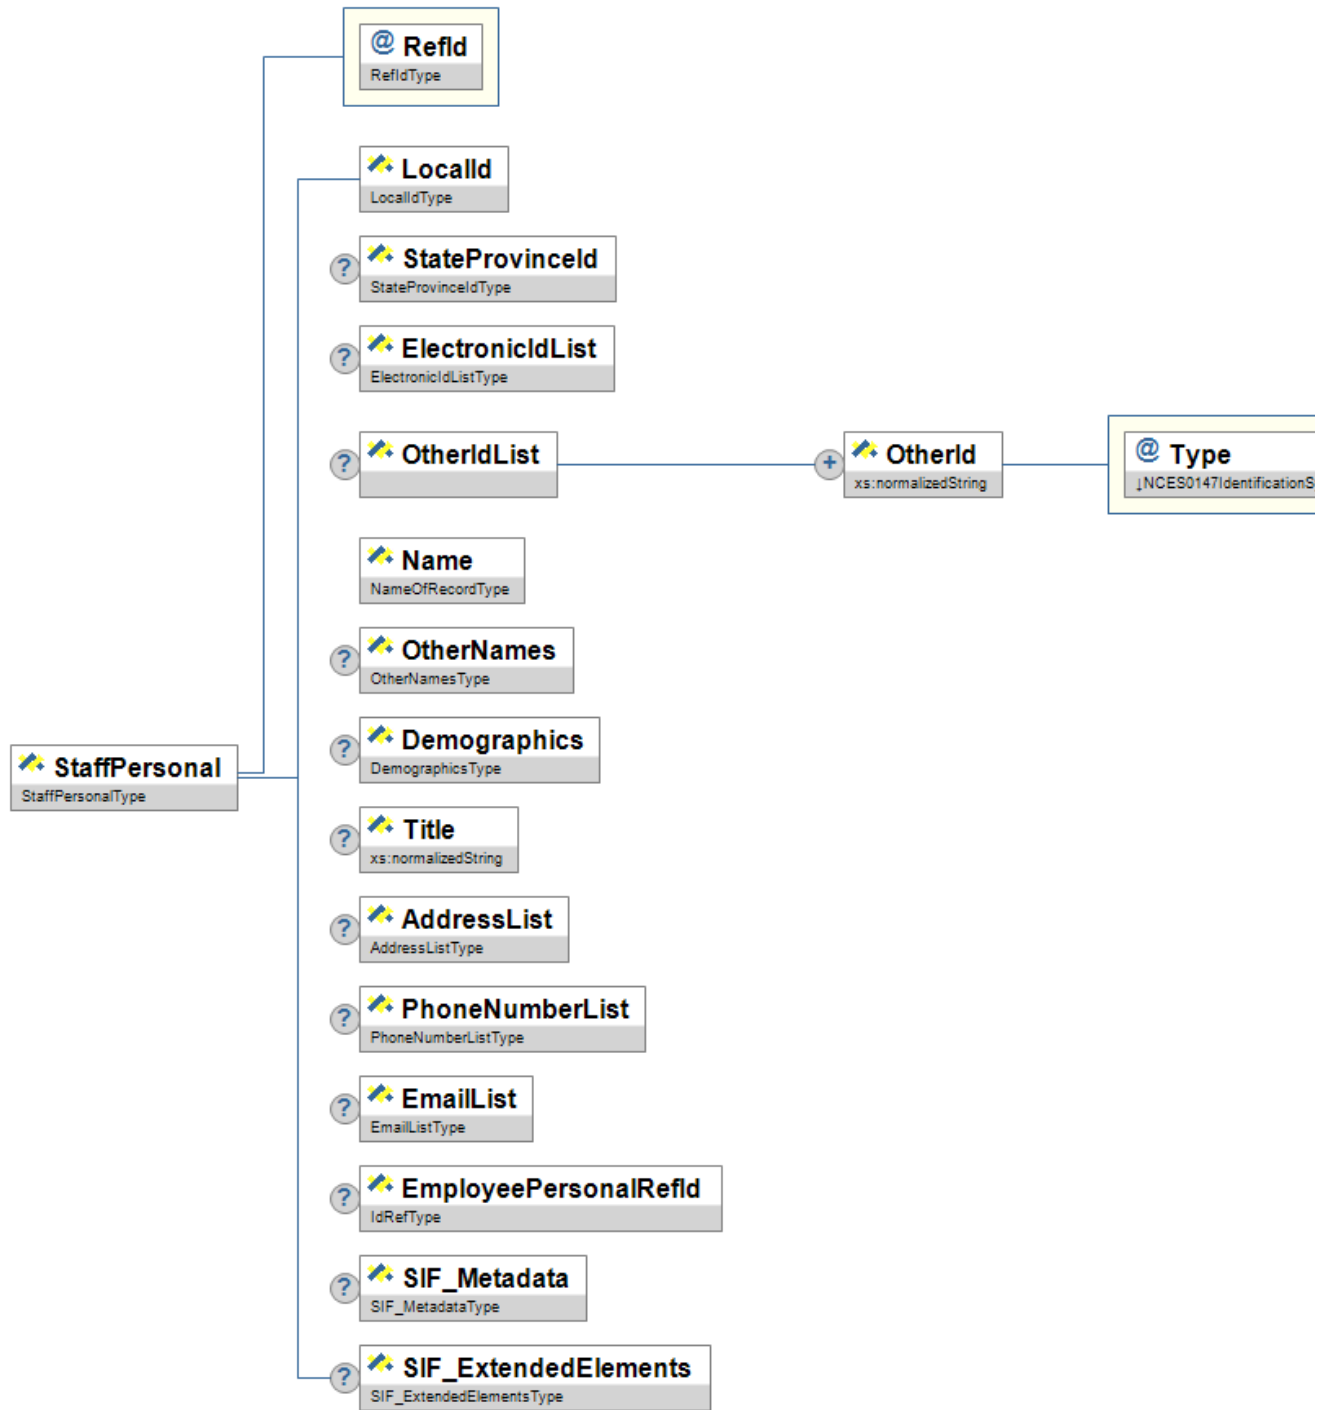 @ RefId
RefIdType
LocalId
LocalIdType
? StateProvinceId
StateProvinceIdType
? ElectronicIdList
ElectronicIdListType
? OtherIdList
+ OtherId
xs:normalizedString
@ Type
↓NCES0147IdentificationS
Name
NameOfRecordType
? OtherNames
OtherNamesType
? Demographics
DemographicsType
StaffPersonal
StaffPersonalType
? Title
xs:normalizedString
? AddressList
AddressListType
? PhoneNumberList
PhoneNumberListType
? EmailList
EmailListType
? EmployeePersonalRefId
IdRefType
? SIF_Metadata
SIF_MetadataType
? SIF_ExtendedElements
SIF_ExtendedElementsType